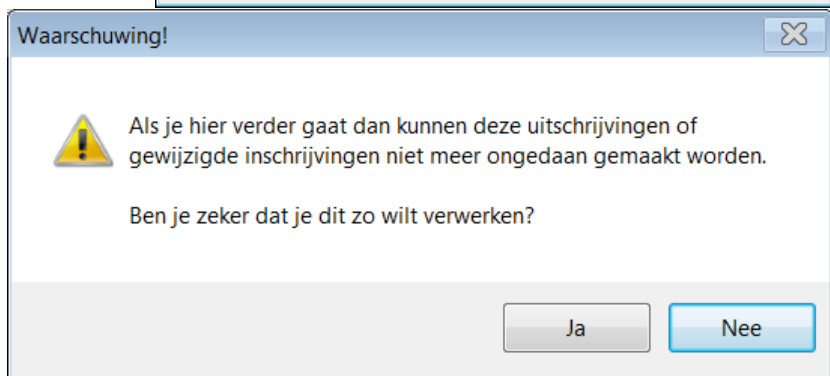 Waarschuwing!
Als je hier verder gaat dan kunnen deze uitschrijvingen of
gewijzigde inschrijvingen niet meer ongedaan gemaakt worden.
Ben je zeker dat je dit zo wilt verwerken?
Ja
Nee